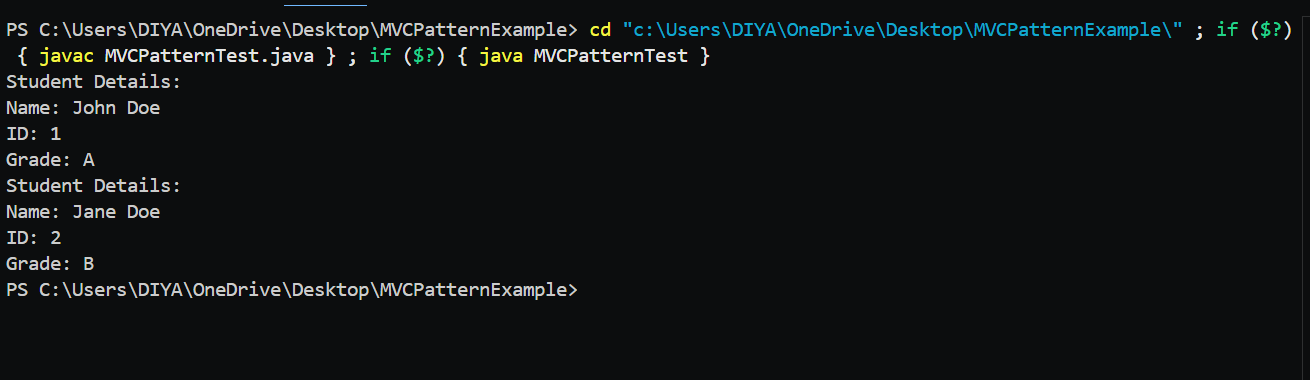 PS C:\Users\DIYA\OneDrive\Desktop\MVCPatternExample> cd "c:\Users\DIYA\OneDrive\Desktop\MVCPatternExample\" ; if ($?)
{ javac MVCPatternTest.java } ; if ($?) { java MVCPatternTest }
Student Details:
Name: John Doe
ID: 1
Grade: A
Student Details:
Name: Jane Doe
ID: 2
Grade: B
PS C:\Users\DIYA\OneDrive\Desktop\MVCPatternExample>